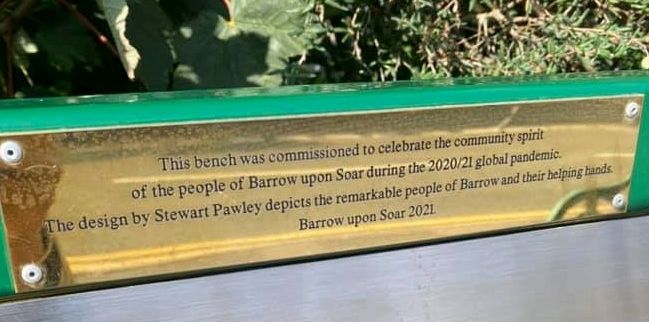 This bench was commissioned to celebrate the community spirit
of the people of Barrow upon Soar during the 2020/21 global pandemic.
The design by Stewart Pawley depicts the remarkable people of Barrow and their helping hands.
Barrow upon Soar 2021.